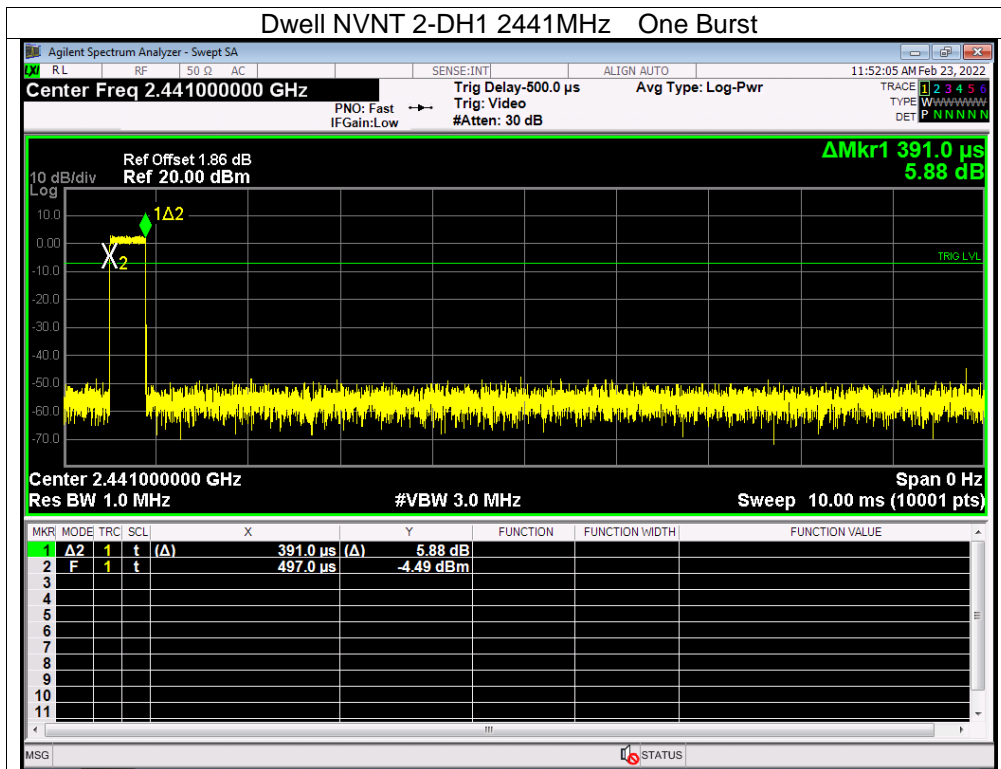 Dwell NVNT 2-DH1 2441MHz One Burst
Agilent Spectrum Analyzer - Swept SA
LXI RL RF 50 Ω AC SENSE:INT ALIGN AUTO 11:52:05 AM Feb 23, 2022
Center Freq 2.441000000 GHz Trig Delay-500.0 µs Avg Type: Log-Pwr TRACE 1 2 3 4 5 6
PNO: Fast Trig: Video TYPE WWWWWWW
IFGain:Low #Atten: 30 dB DET P N N N N N
ΔMkr1 391.0 µs
5.88 dB
Ref Offset 1.86 dB
10 dB/div Ref 20.00 dBm
Log
10.0
0.00
-10.0
-20.0
-30.0
-40.0
-50.0
-60.0
-70.0
1Δ2
2
TRIG LVL
Center 2.441000000 GHz Span 0 Hz
Res BW 1.0 MHz #VBW 3.0 MHz Sweep 10.00 ms (10001 pts)
MKR MODE TRC SCL X Y FUNCTION FUNCTION WIDTH FUNCTION VALUE
1 Δ2 1 t (Δ) 391.0 µs (Δ) 5.88 dB
2 F 1 t 497.0 µs -4.49 dBm
3
4
5
6
7
8
9
10
11
MSG STATUS